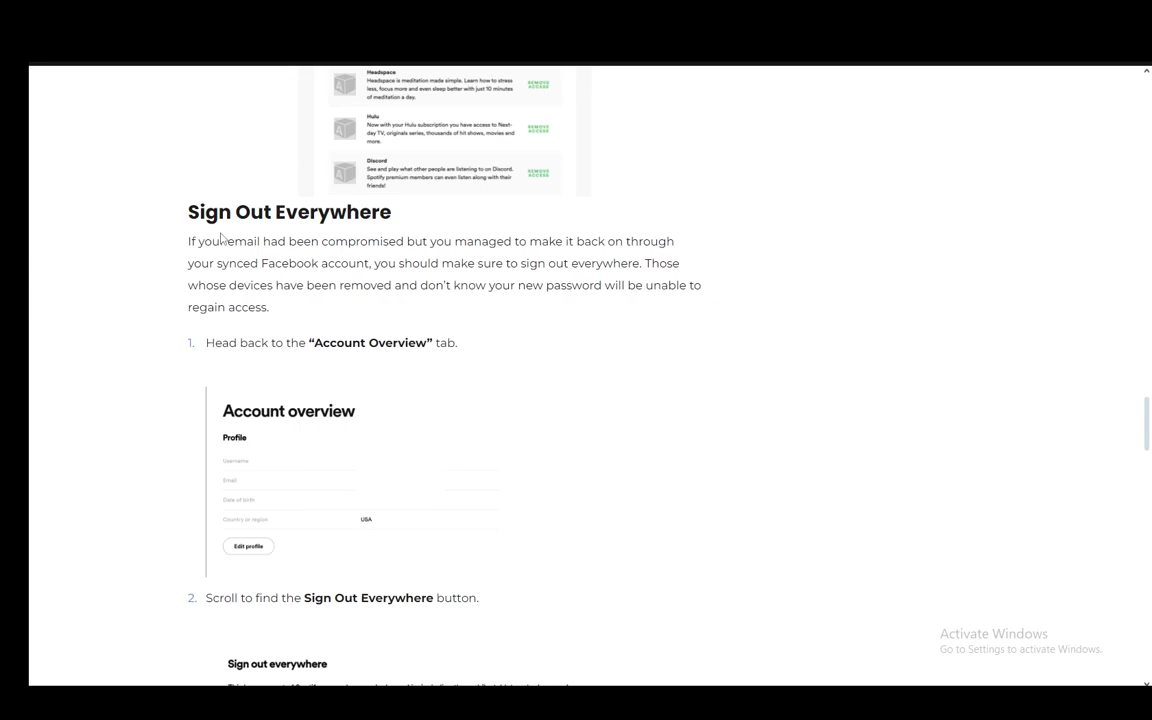 Headspace
Headspace is meditation made simple. Learn how to stress
less, focus more and even sleep better with just 10 minutes
of meditation a day.
REMOVE
ACCESS
Hulu
Now with your Hulu subscription you have access to Next-
day TV, originals series, thousands of hit shows, movies and
more.
REMOVE
ACCESS
Discord
See and play what other people are listening to on Discord.
Spotify premium members can even listen along with their
friends!
REMOVE
ACCESS
Sign Out Everywhere
If your email had been compromised but you managed to make it back on through
your synced Facebook account, you should make sure to sign out everywhere. Those
whose devices have been removed and don’t know your new password will be unable to
regain access.
1. Head back to the “Account Overview” tab.
Account overview
Profile
Username
Email
Date of birth
Country or region USA
Edit profile
2. Scroll to find the Sign Out Everywhere button.
Activate Windows
Go to Settings to activate Windows.
Sign out everywhere